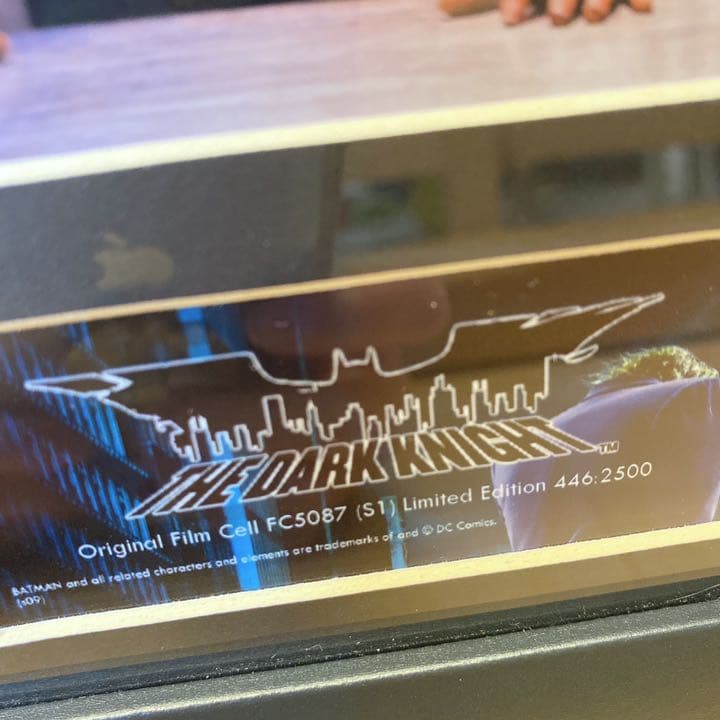 THE DARK KNIGHT™
Original Film Cell FC5087 (S1) Limited Edition 446:2500
BATMAN and all related characters and elements are trademarks of and © DC Comics.
(s09)